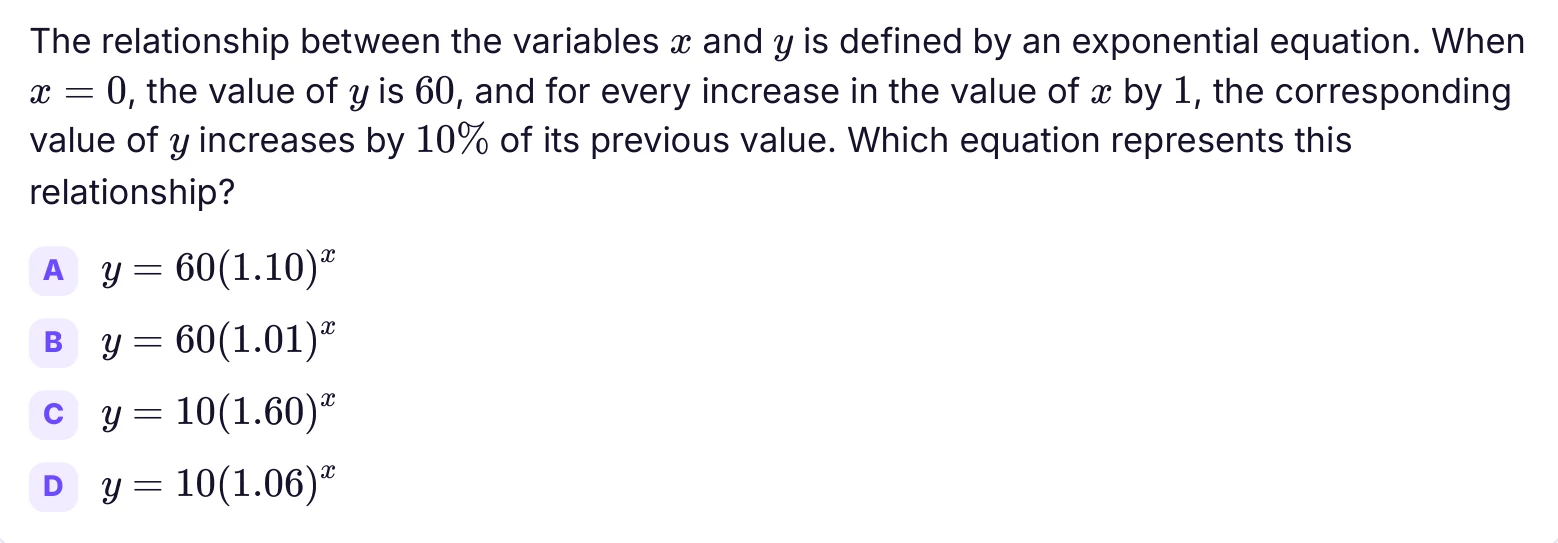 The relationship between the variables x and y is defined by an exponential equation. When
x = 0, the value of y is 60, and for every increase in the value of x by 1, the corresponding
value of y increases by 10% of its previous value. Which equation represents this
relationship?
A y = 60(1.10)^x
B y = 60(1.01)^x
C y = 10(1.60)^x
D y = 10(1.06)^x